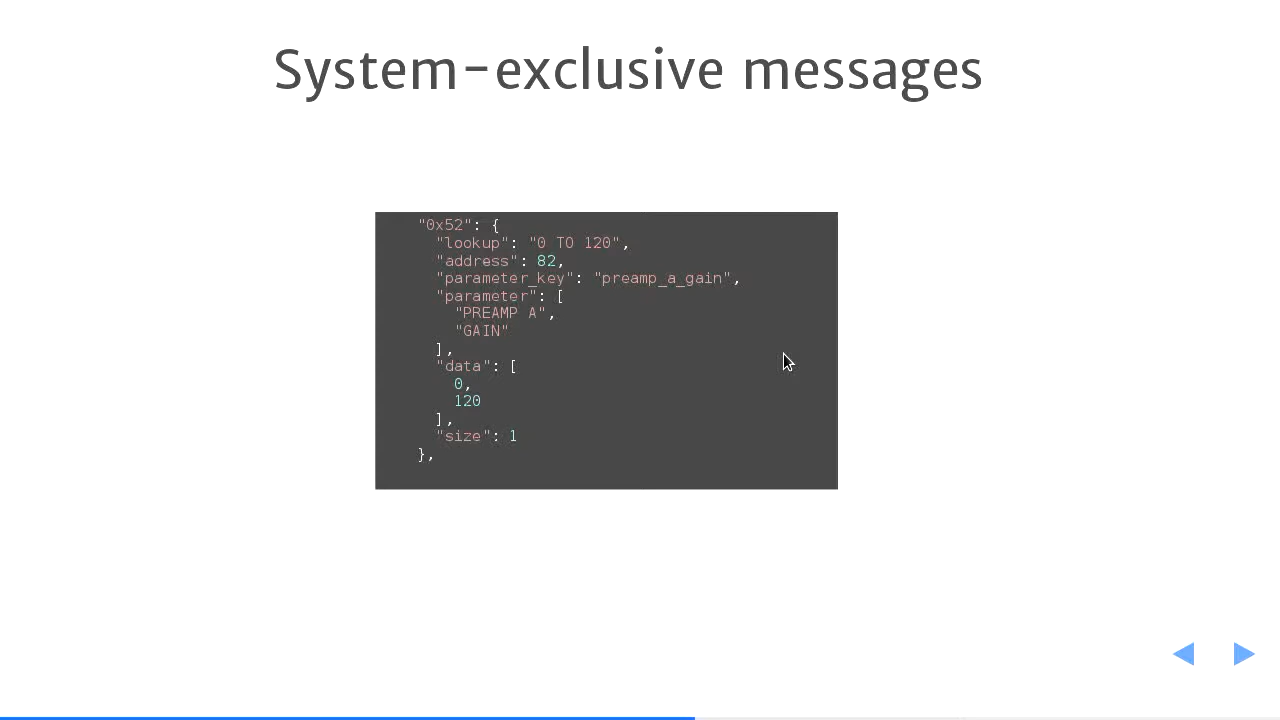 System-exclusive messages
"0x52": {
"lookup": "0 TO 120",
"address": 82,
"parameter_key": "preamp_a_gain",
"parameter": [
"PREAMP A",
"GAIN"
],
"data": [
0,
120
],
"size": 1
},